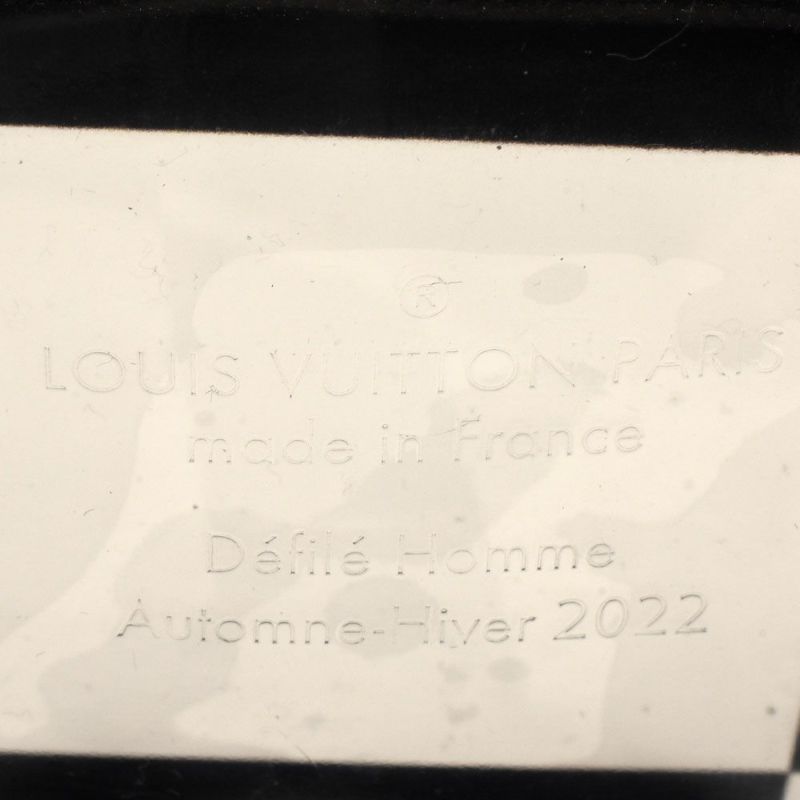 ®
LOUIS VUITTON PARIS
made in France
Défilé Homme
Automne-Hiver 2022